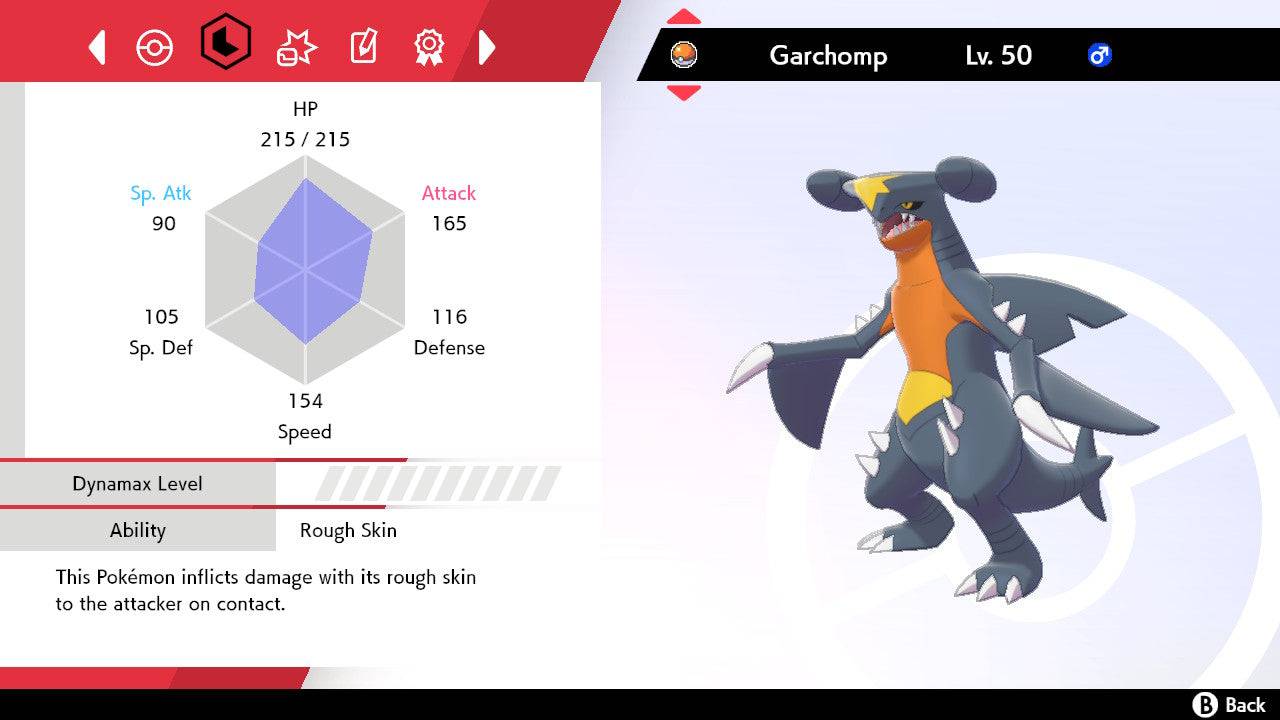 Garchomp Lv. 50 ♂
HP
215 / 215
Sp. Atk
90
Attack
165
105
Sp. Def
116
Defense
154
Speed
Dynamax Level
Ability Rough Skin
This Pokémon inflicts damage with its rough skin
to the attacker on contact.
B Back